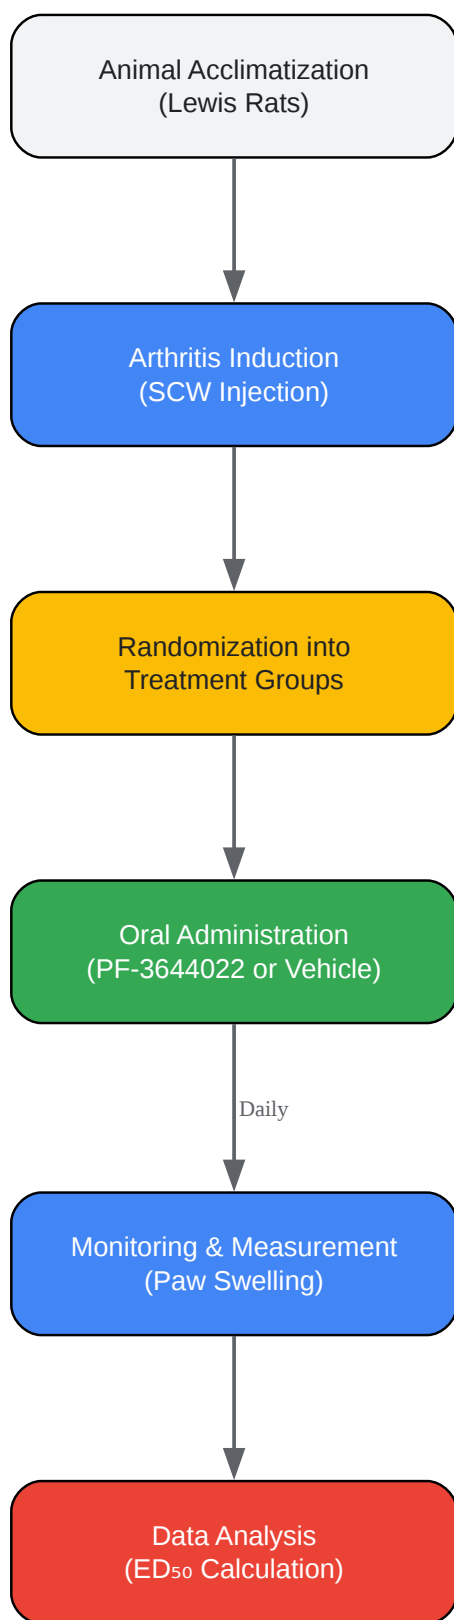 Animal Acclimatization
(Lewis Rats)
Arthritis Induction
(SCW Injection)
Randomization into
Treatment Groups
Oral Administration
(PF-3644022 or Vehicle)
Daily
Monitoring & Measurement
(Paw Swelling)
Data Analysis
(ED₅₀ Calculation)